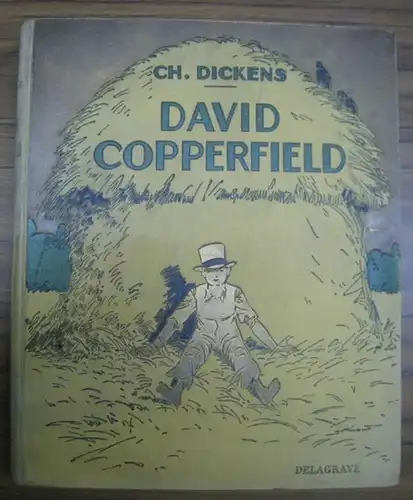 CH. DICKENS
DAVID
COPPERFIELD
DELAGRAVE